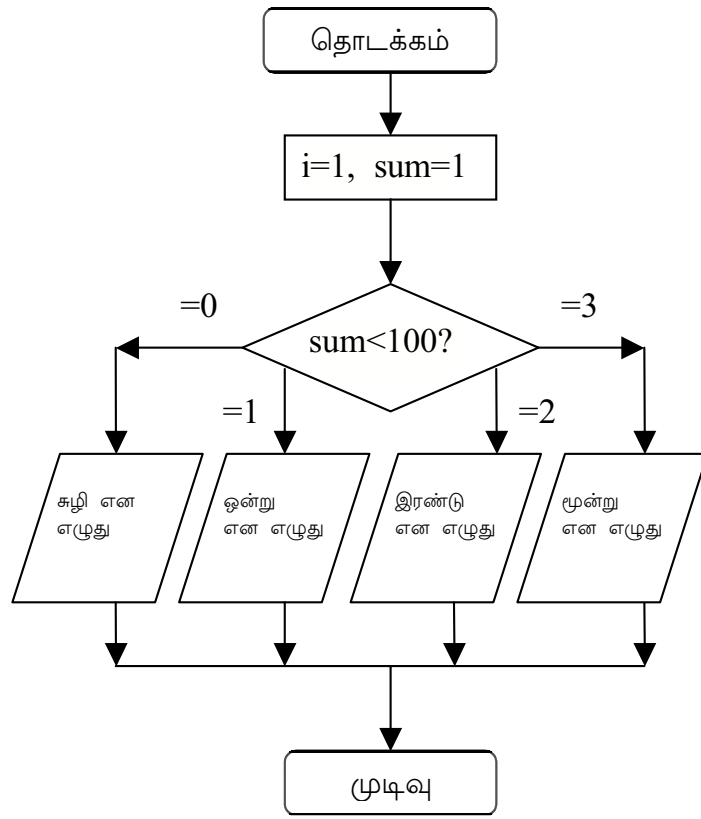 தொடக்கம்
i=1, sum=1
=0
sum<100?
=3
=1
=2
சுழி என
எழுது
ஒன்று
என எழுது
இரண்டு
என எழுது
மூன்று
என எழுது
முடிவு